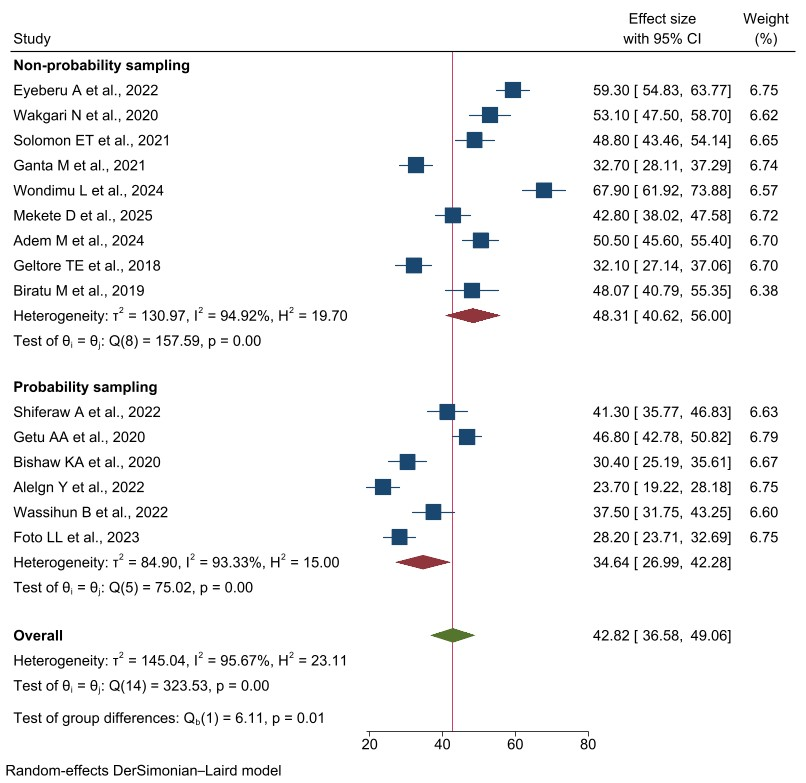 Effect size Weight
Study with 95% CI (%)
Non-probability sampling
Eyeberu A et al., 2022 59.30 [ 54.83, 63.77] 6.75
Wakgari N et al., 2020 53.10 [ 47.50, 58.70] 6.62
Solomon ET et al., 2021 48.80 [ 43.46, 54.14] 6.65
Ganta M et al., 2021 32.70 [ 28.11, 37.29] 6.74
Wondimu L et al., 2024 67.90 [ 61.92, 73.88] 6.57
Mekete D et al., 2025 42.80 [ 38.02, 47.58] 6.72
Adem M et al., 2024 50.50 [ 45.60, 55.40] 6.70
Geltore TE et al., 2018 32.10 [ 27.14, 37.06] 6.70
Biratu M et al., 2019 48.07 [ 40.79, 55.35] 6.38
Heterogeneity: τ² = 130.97, I² = 94.92%, H² = 19.70 48.31 [ 40.62, 56.00]
Test of θᵢ = θⱼ: Q(8) = 157.59, p = 0.00
Probability sampling
Shiferaw A et al., 2022 41.30 [ 35.77, 46.83] 6.63
Getu AA et al., 2020 46.80 [ 42.78, 50.82] 6.79
Bishaw KA et al., 2020 30.40 [ 25.19, 35.61] 6.67
Alelgn Y et al., 2022 23.70 [ 19.22, 28.18] 6.75
Wassihun B et al., 2022 37.50 [ 31.75, 43.25] 6.60
Foto LL et al., 2023 28.20 [ 23.71, 32.69] 6.75
Heterogeneity: τ² = 84.90, I² = 93.33%, H² = 15.00 34.64 [ 26.99, 42.28]
Test of θᵢ = θⱼ: Q(5) = 75.02, p = 0.00
Overall 42.82 [ 36.58, 49.06]
Heterogeneity: τ² = 145.04, I² = 95.67%, H² = 23.11
Test of θᵢ = θⱼ: Q(14) = 323.53, p = 0.00
Test of group differences: Q_b(1) = 6.11, p = 0.01
20 40 60 80
Random-effects DerSimonian–Laird model